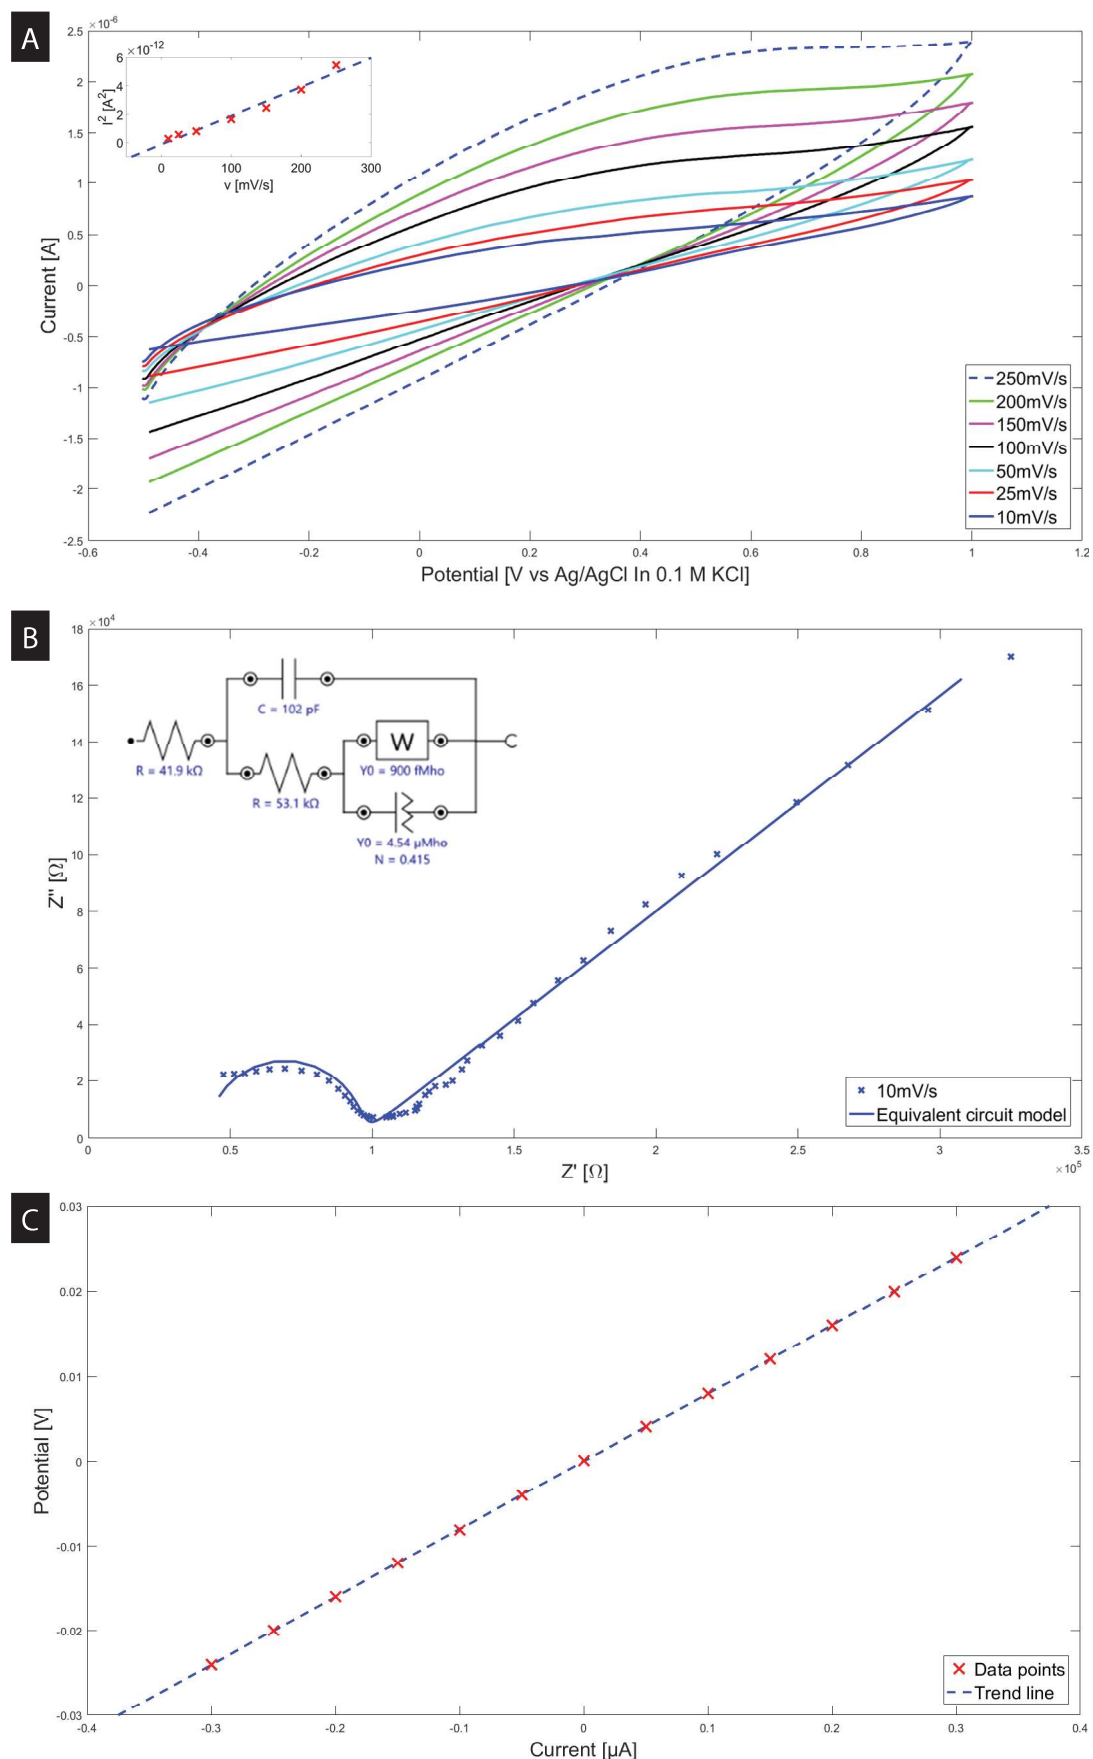 A
×10⁻⁶
2.5
2
1.5
1
0.5
0
-0.5
-1
-1.5
-2
-2.5
Current [A]
×10⁻¹²
6
4
2
0
I² [A²]
0 100 200 300
v [mV/s]
250mV/s
200mV/s
150mV/s
100mV/s
50mV/s
25mV/s
10mV/s
-0.6 -0.4 -0.2 0 0.2 0.4 0.6 0.8 1 1.2
Potential [V vs Ag/AgCl In 0.1 M KCl]
B
×10⁴
18
16
14
12
10
8
6
4
2
0
Z'' [Ω]
C = 102 pF
W
R = 41.9 kΩ
Y0 = 900 fMho
R = 53.1 kΩ
Y0 = 4.54 µMho
N = 0.415
10mV/s
Equivalent circuit model
0 0.5 1 1.5 2 2.5 3 3.5
×10⁵
Z' [Ω]
C
0.03
0.02
0.01
0
-0.01
-0.02
-0.03
Potential [V]
Data points
Trend line
-0.4 -0.3 -0.2 -0.1 0 0.1 0.2 0.3 0.4
Current [µA]